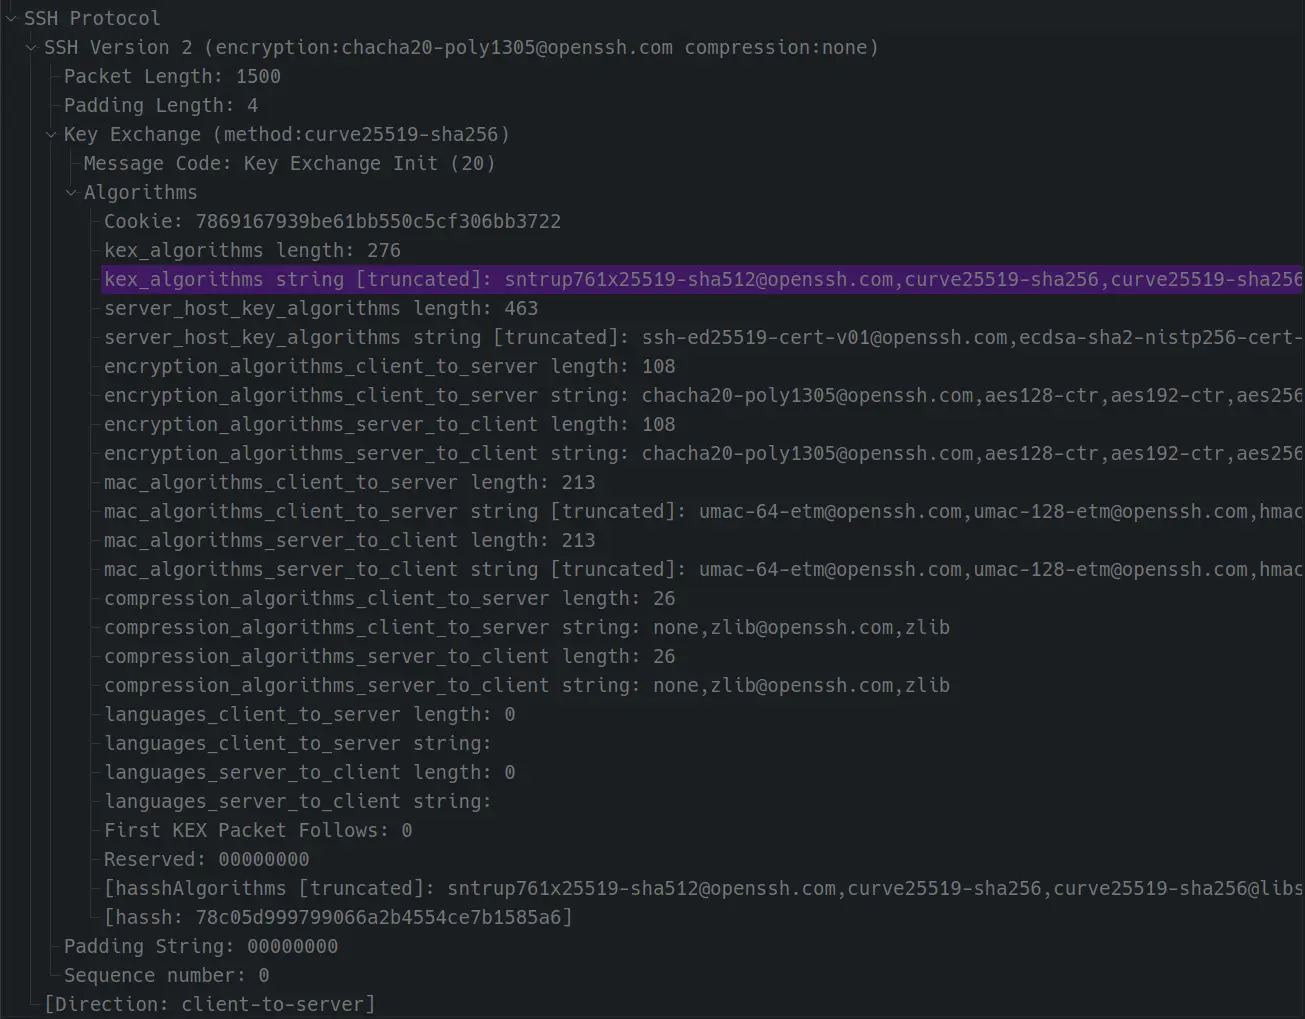 SSH Protocol
SSH Version 2 (encryption:chacha20-poly1305@openssh.com compression:none)
Packet Length: 1500
Padding Length: 4
Key Exchange (method:curve25519-sha256)
Message Code: Key Exchange Init (20)
Algorithms
Cookie: 7869167939be61bb550c5cf306bb3722
kex_algorithms length: 276
kex_algorithms string [truncated]: sntrup761x25519-sha512@openssh.com,curve25519-sha256,curve25519-sha256
server_host_key_algorithms length: 463
server_host_key_algorithms string [truncated]: ssh-ed25519-cert-v01@openssh.com,ecdsa-sha2-nistp256-cert-
encryption_algorithms_client_to_server length: 108
encryption_algorithms_client_to_server string: chacha20-poly1305@openssh.com,aes128-ctr,aes192-ctr,aes256
encryption_algorithms_server_to_client length: 108
encryption_algorithms_server_to_client string: chacha20-poly1305@openssh.com,aes128-ctr,aes192-ctr,aes256
mac_algorithms_client_to_server length: 213
mac_algorithms_client_to_server string [truncated]: umac-64-etm@openssh.com,umac-128-etm@openssh.com,hmac
mac_algorithms_server_to_client length: 213
mac_algorithms_server_to_client string [truncated]: umac-64-etm@openssh.com,umac-128-etm@openssh.com,hmac
compression_algorithms_client_to_server length: 26
compression_algorithms_client_to_server string: none,zlib@openssh.com,zlib
compression_algorithms_server_to_client length: 26
compression_algorithms_server_to_client string: none,zlib@openssh.com,zlib
languages_client_to_server length: 0
languages_client_to_server string:
languages_server_to_client length: 0
languages_server_to_client string:
First KEX Packet Follows: 0
Reserved: 00000000
[hasshAlgorithms [truncated]: sntrup761x25519-sha512@openssh.com,curve25519-sha256,curve25519-sha256@libs
[hassh: 78c05d999799066a2b4554ce7b1585a6]
Padding String: 00000000
Sequence number: 0
[Direction: client-to-server]